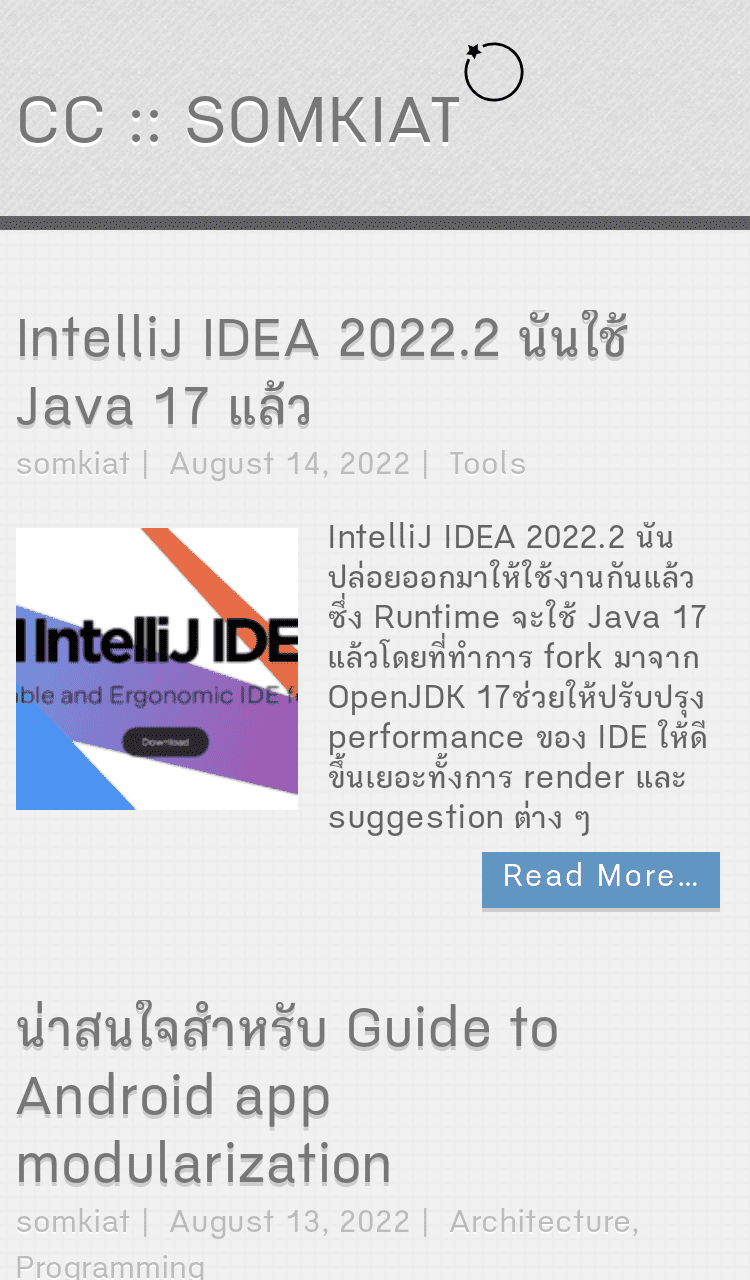 CC :: SOMKIAT
IntelliJ IDEA 2022.2 นั้นใช้
Java 17 แล้ว
somkiat | August 14, 2022 | Tools
IntelliJ IDEA 2022.2 นั้น
ปล่อยออกมาให้ใช้งานกันแล้ว
ซึ่ง Runtime จะใช้ Java 17
แล้วโดยที่ทำการ fork มาจาก
OpenJDK 17ช่วยให้ปรับปรุง
performance ของ IDE ให้ดี
ขึ้นเยอะทั้งการ render และ
suggestion ต่าง ๆ
IntelliJ IDE
able and Ergonomic IDE
Download
Read More...
น่าสนใจสำหรับ Guide to
Android app
modularization
somkiat | August 13, 2022 | Architecture,
Programming